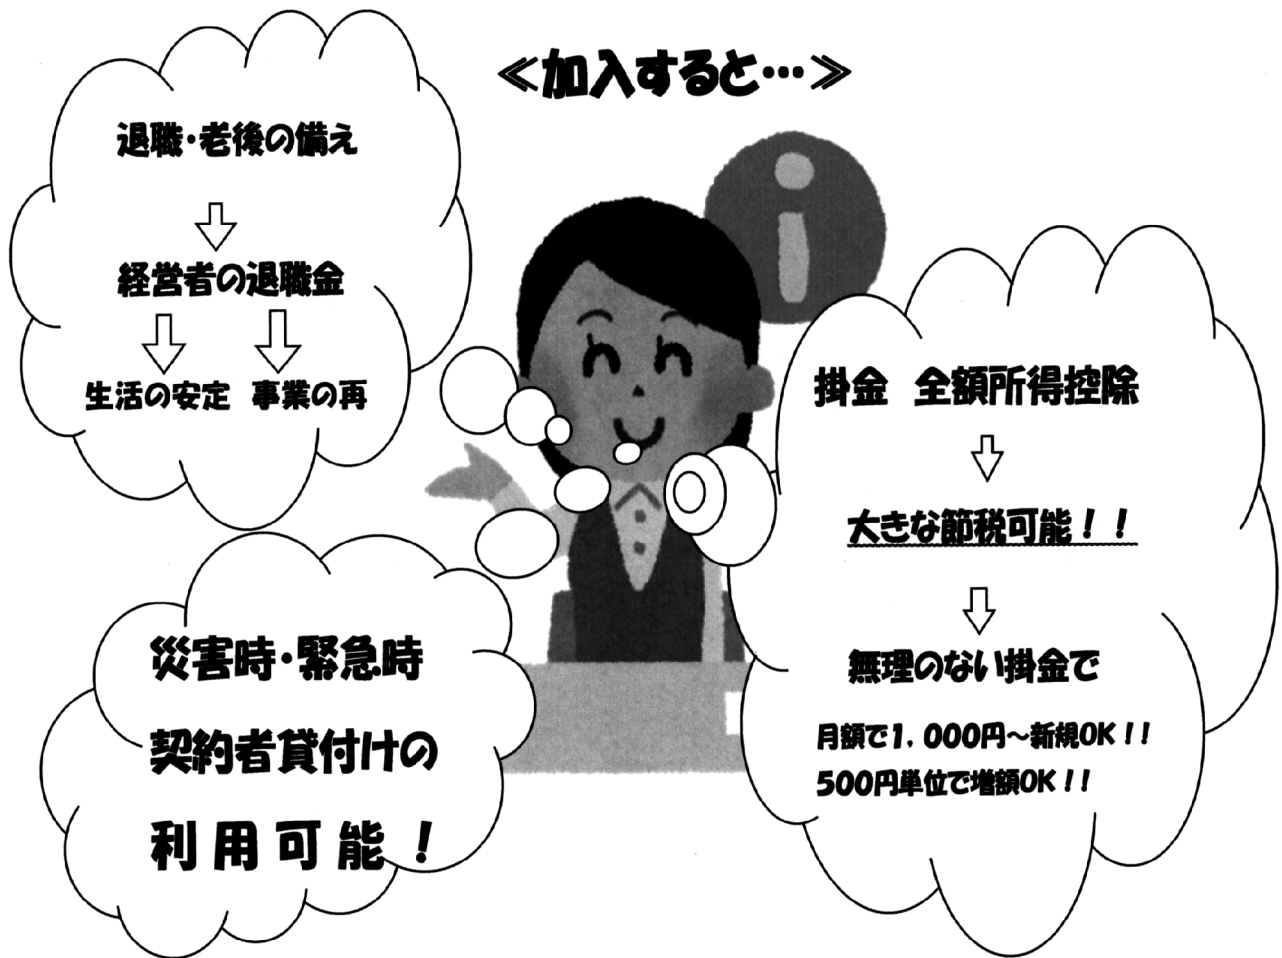 ≪加入すると…≫
退職・老後の備え
経営者の退職金
生活の安定　事業の再
掛金　全額所得控除
大きな節税可能！！
無理のない掛金で
月額で1，000円～新規OK！！
500円単位で増額OK！！
災害時・緊急時
契約者貸付けの
利用可能！